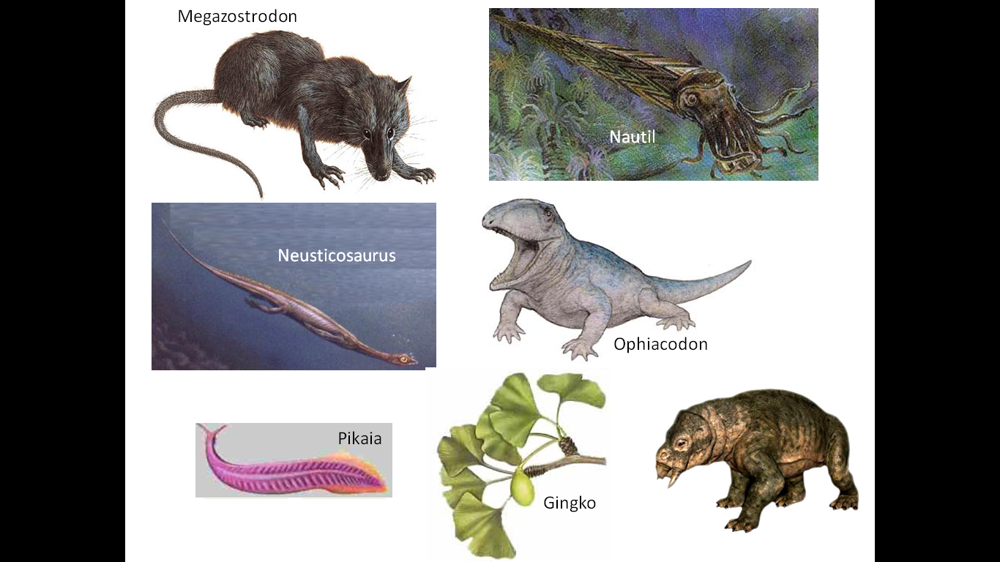 Megazostrodon
Nautil
Neusticosaurus
Ophiacodon
Pikaia
Gingko